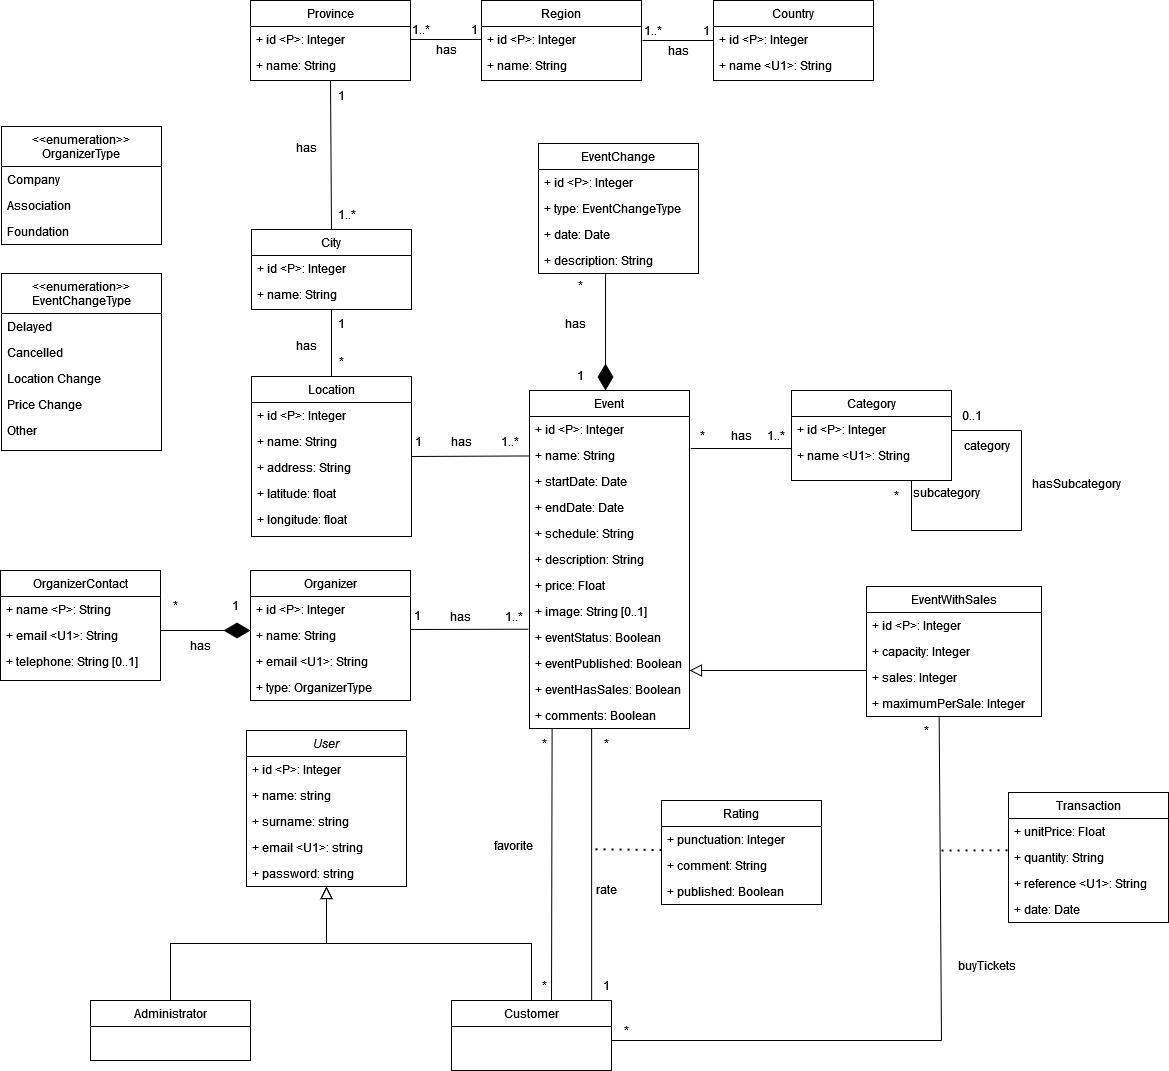 Province
+ id <P>: Integer
+ name: String
1..*
1
has
Region
+ id <P>: Integer
+ name: String
1..*
1
has
Country
+ id <P>: Integer
+ name <U1>: String
1
has
1..*
<<enumeration>>
OrganizerType
Company
Association
Foundation
<<enumeration>>
EventChangeType
Delayed
Cancelled
Location Change
Price Change
Other
City
+ id <P>: Integer
+ name: String
1
has
*
EventChange
+ id <P>: Integer
+ type: EventChangeType
+ date: Date
+ description: String
*
has
1
Location
+ id <P>: Integer
+ name: String
+ address: String
+ latitude: float
+ longitude: float
1
has
1..*
Event
+ id <P>: Integer
+ name: String
+ startDate: Date
+ endDate: Date
+ schedule: String
+ description: String
+ price: Float
+ image: String [0..1]
+ eventStatus: Boolean
+ eventPublished: Boolean
+ eventHasSales: Boolean
+ comments: Boolean
*
has
1..*
Category
+ id <P>: Integer
+ name <U1>: String
0..1
category
hasSubcategory
*
subcategory
OrganizerContact
+ name <P>: String
+ email <U1>: String
+ telephone: String [0..1]
*
1
has
Organizer
+ id <P>: Integer
+ name: String
+ email <U1>: String
+ type: OrganizerType
1
has
1..*
EventWithSales
+ id <P>: Integer
+ capacity: Integer
+ sales: Integer
+ maximumPerSale: Integer
*
User
+ id <P>: Integer
+ name: string
+ surname: string
+ email <U1>: string
+ password: string
*
*
favorite
rate
Rating
+ punctuation: Integer
+ comment: String
+ published: Boolean
Transaction
+ unitPrice: Float
+ quantity: String
+ reference <U1>: String
+ date: Date
buyTickets
*
1
*
Administrator
Customer